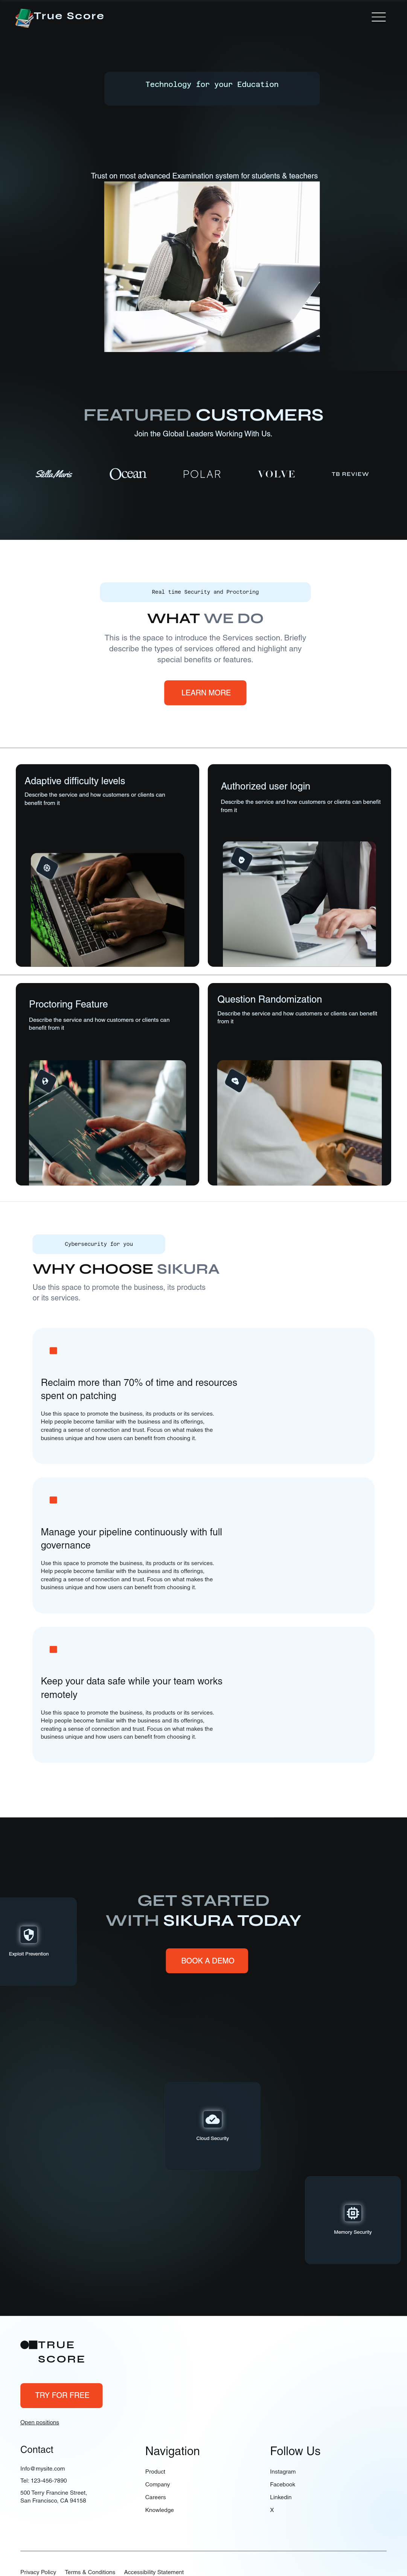 True Score
Technology for your Education
Trust on most advanced Examination system for students & teachers
FEATURED CUSTOMERS
Join the Global Leaders Working With Us.
Stella Maris
Ocean
POLAR
VOLVE
TB REVIEW
Real time Security and Proctoring
WHAT WE DO
This is the space to introduce the Services section. Briefly
describe the types of services offered and highlight any
special benefits or features.
LEARN MORE
Adaptive difficulty levels
Describe the service and how customers or clients can
benefit from it
Authorized user login
Describe the service and how customers or clients can benefit
from it
Proctoring Feature
Describe the service and how customers or clients can
benefit from it
Question Randomization
Describe the service and how customers or clients can benefit
from it
Cybersecurity for you
WHY CHOOSE SIKURA
Use this space to promote the business, its products
or its services.
Reclaim more than 70% of time and resources
spent on patching
Use this space to promote the business, its products or its services.
Help people become familiar with the business and its offerings,
creating a sense of connection and trust. Focus on what makes the
business unique and how users can benefit from choosing it.
Manage your pipeline continuously with full
governance
Use this space to promote the business, its products or its services.
Help people become familiar with the business and its offerings,
creating a sense of connection and trust. Focus on what makes the
business unique and how users can benefit from choosing it.
Keep your data safe while your team works
remotely
Use this space to promote the business, its products or its services.
Help people become familiar with the business and its offerings,
creating a sense of connection and trust. Focus on what makes the
business unique and how users can benefit from choosing it.
GET STARTED
WITH SIKURA TODAY
BOOK A DEMO
Exploit Prevention
Cloud Security
Memory Security
TRUE
SCORE
TRY FOR FREE
Open positions
Contact
Info@mysite.com
Tel: 123-456-7890
500 Terry Francine Street,
San Francisco, CA 94158
Navigation
Product
Company
Careers
Knowledge
Follow Us
Instagram
Facebook
Linkedin
X
Privacy Policy
Terms & Conditions
Accessibility Statement